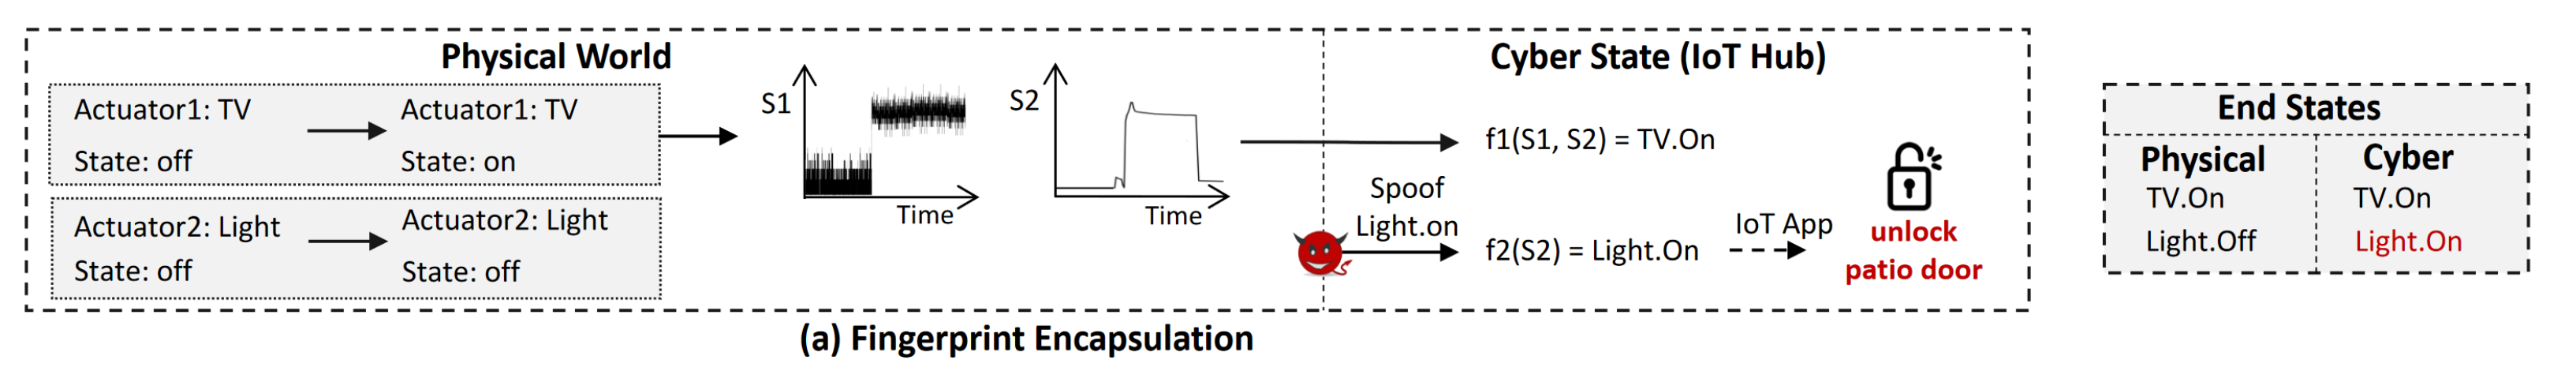 Physical World
Actuator1: TV
State: off
Actuator1: TV
State: on
Actuator2: Light
State: off
Actuator2: Light
State: off
S1
Time
S2
Time
Cyber State (IoT Hub)
f1(S1, S2) = TV.On
Spoof
Light.on
f2(S2) = Light.On
IoT App
unlock
patio door
End States
Physical
Cyber
TV.On
TV.On
Light.Off
Light.On
(a) Fingerprint Encapsulation